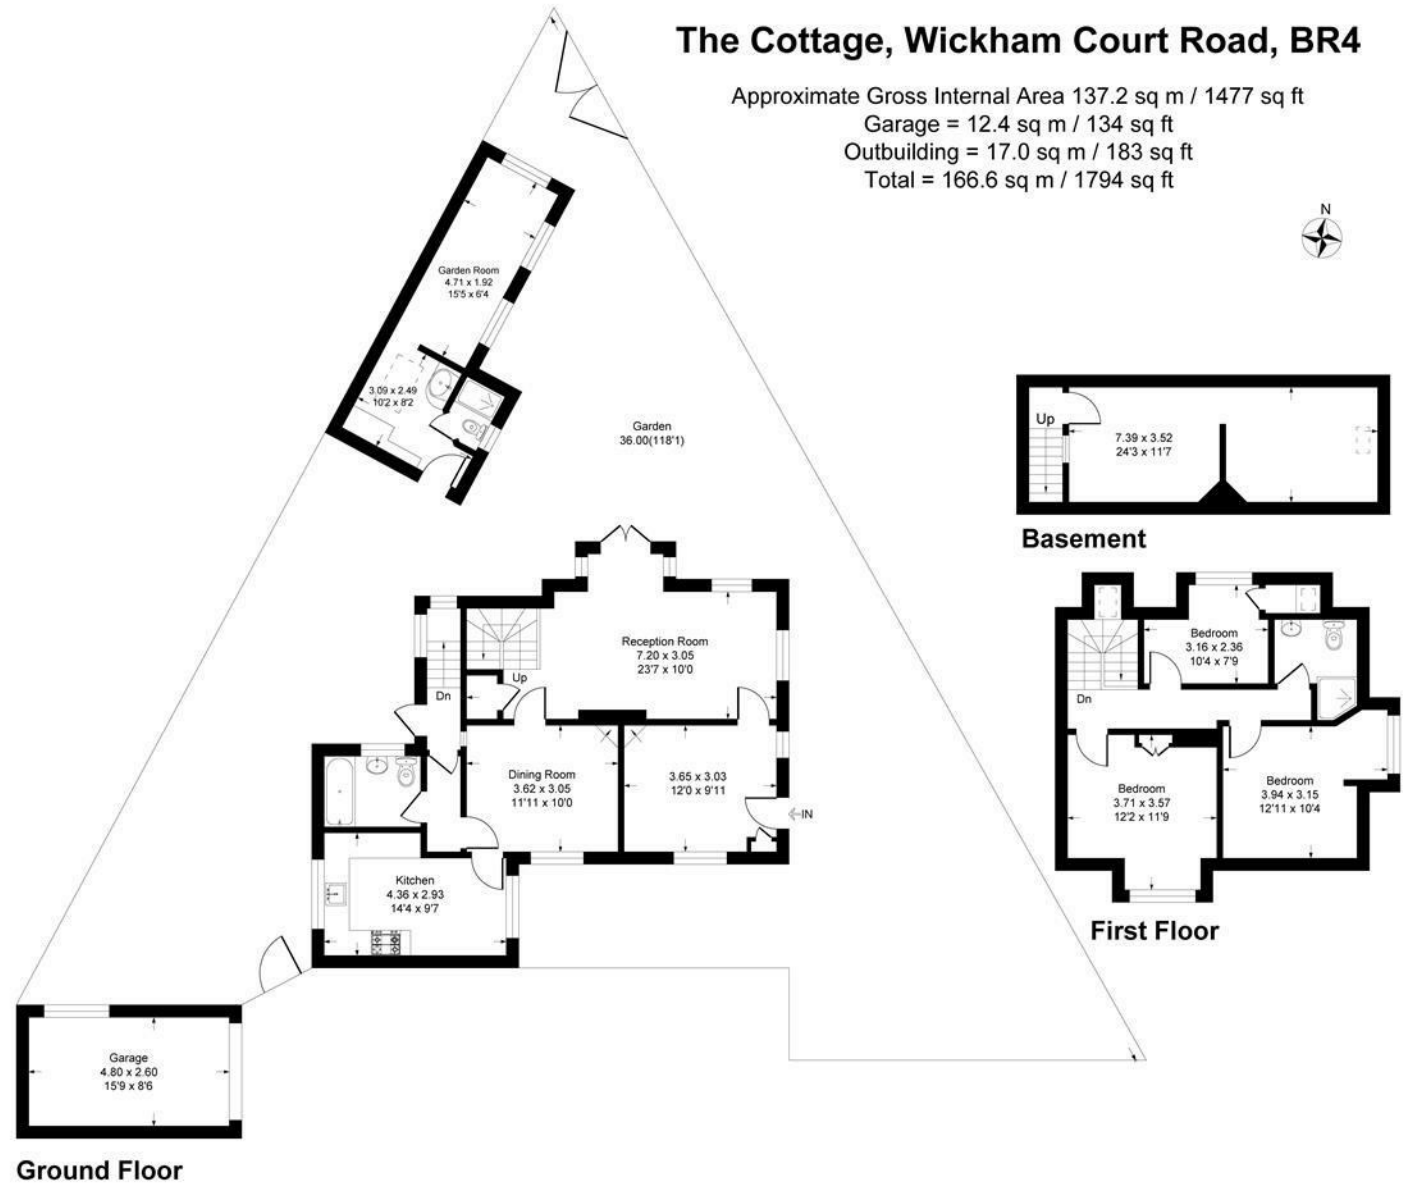 The Cottage, Wickham Court Road, BR4
Approximate Gross Internal Area 137.2 sq m / 1477 sq ft
Garage = 12.4 sq m / 134 sq ft
Outbuilding = 17.0 sq m / 183 sq ft
Total = 166.6 sq m / 1794 sq ft
N
Garden Room
4.71 x 1.92
15'5 x 6'4
3.09 x 2.49
10'2 x 8'2
Garden
36.00(118'1)
Up
7.39 x 3.52
24'3 x 11'7
Basement
Reception Room
7.20 x 3.05
23'7 x 10'0
Up
Dn
Dining Room
3.62 x 3.05
11'11 x 10'0
3.65 x 3.03
12'0 x 9'11
IN
Kitchen
4.36 x 2.93
14'4 x 9'7
Bedroom
3.16 x 2.36
10'4 x 7'9
Dn
Bedroom
3.71 x 3.57
12'2 x 11'9
Bedroom
3.94 x 3.15
12'11 x 10'4
First Floor
Garage
4.80 x 2.60
15'9 x 8'6
Ground Floor